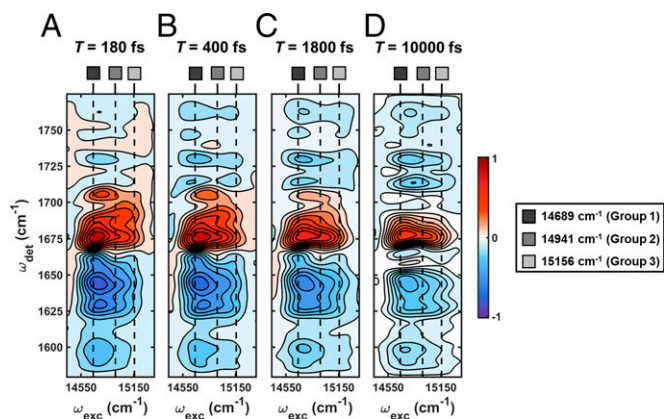 A B C D
T = 180 fs T = 400 fs T = 1800 fs T = 10000 fs
1750
1725
1700
1675
1650
1625
1600
ω_det (cm⁻¹)
14550 15150 14550 15150 14550 15150 14550 15150
ω_exc (cm⁻¹) ω_exc (cm⁻¹) ω_exc (cm⁻¹) ω_exc (cm⁻¹)
1
0
-1
14689 cm⁻¹ (Group 1)
14941 cm⁻¹ (Group 2)
15156 cm⁻¹ (Group 3)